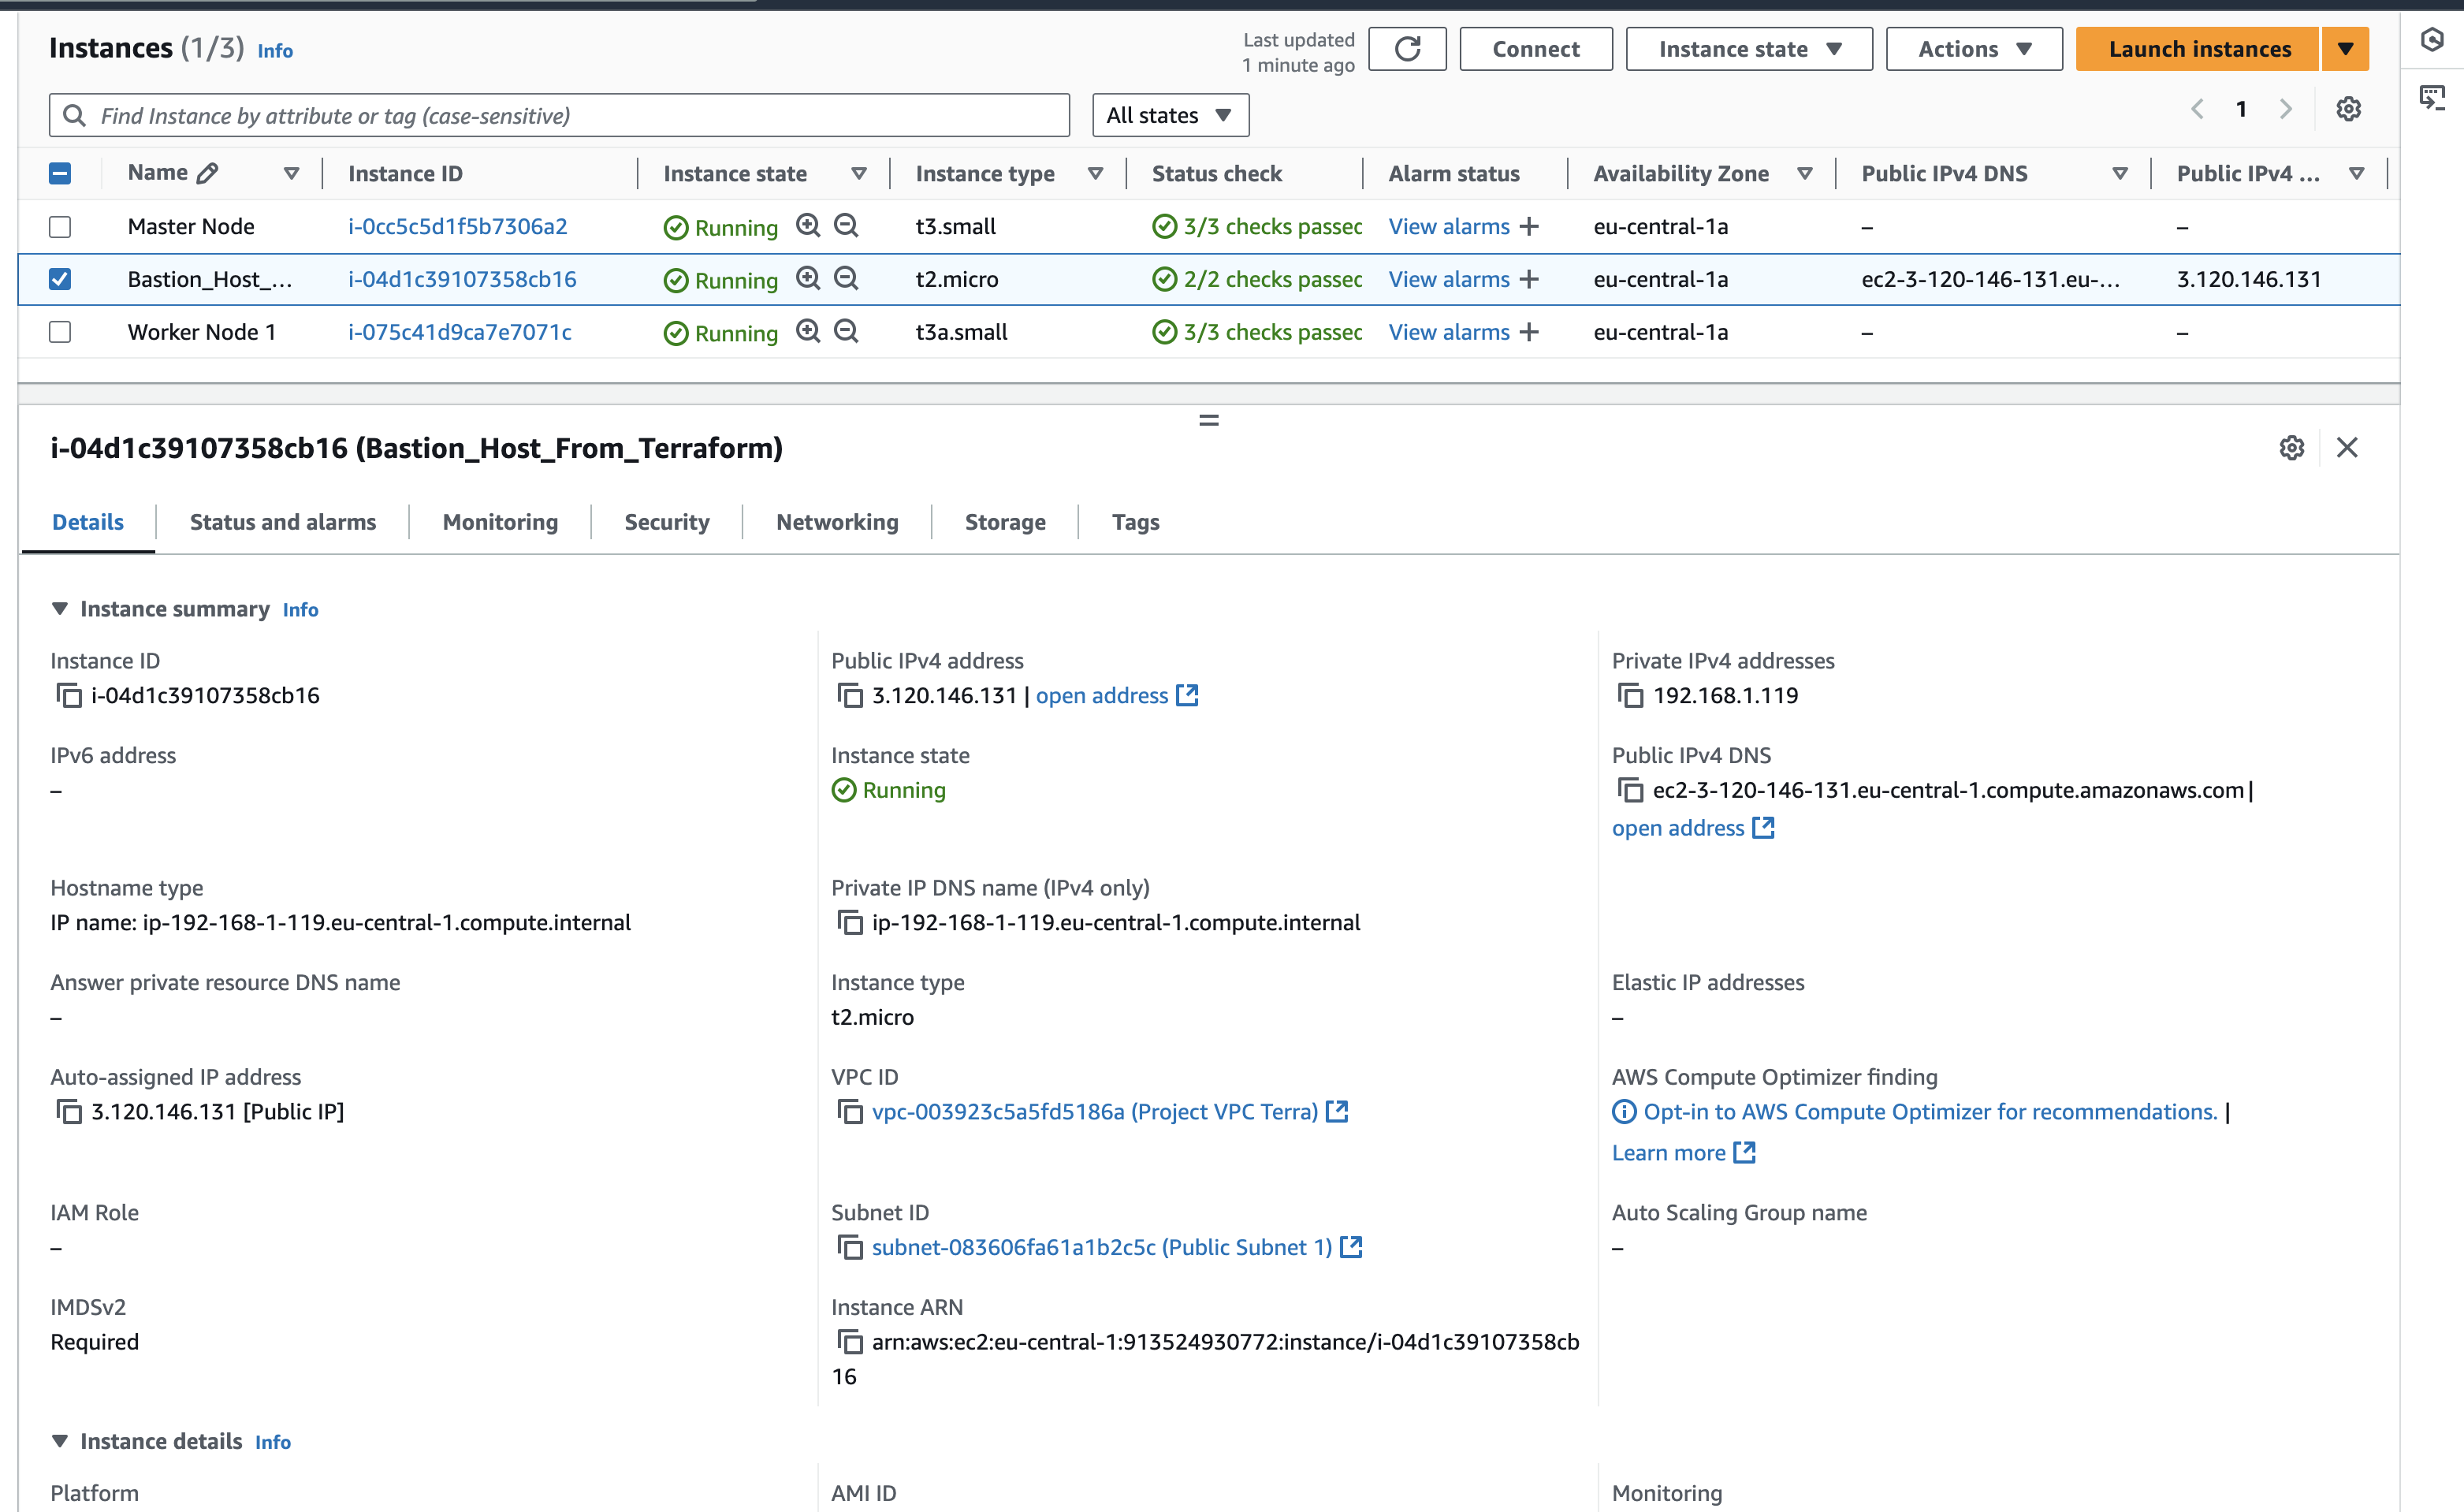 Instances (1/3) Info
Last updated
1 minute ago
Connect
Instance state
Actions
Launch instances
Find Instance by attribute or tag (case-sensitive)
All states
1
Name Instance ID Instance state Instance type Status check Alarm status Availability Zone Public IPv4 DNS Public IPv4 ...
Master Node i-0cc5c5d1f5b7306a2 Running t3.small 3/3 checks passec View alarms + eu-central-1a – –
Bastion_Host_... i-04d1c39107358cb16 Running t2.micro 2/2 checks passec View alarms + eu-central-1a ec2-3-120-146-131.eu-... 3.120.146.131
Worker Node 1 i-075c41d9ca7e7071c Running t3a.small 3/3 checks passec View alarms + eu-central-1a – –
i-04d1c39107358cb16 (Bastion_Host_From_Terraform)
Details Status and alarms Monitoring Security Networking Storage Tags
Instance summary Info
Instance ID
i-04d1c39107358cb16
Public IPv4 address
3.120.146.131 | open address
Private IPv4 addresses
192.168.1.119
IPv6 address
–
Instance state
Running
Public IPv4 DNS
ec2-3-120-146-131.eu-central-1.compute.amazonaws.com |
open address
Hostname type
IP name: ip-192-168-1-119.eu-central-1.compute.internal
Private IP DNS name (IPv4 only)
ip-192-168-1-119.eu-central-1.compute.internal
Answer private resource DNS name
–
Instance type
t2.micro
Elastic IP addresses
–
Auto-assigned IP address
3.120.146.131 [Public IP]
VPC ID
vpc-003923c5a5fd5186a (Project VPC Terra)
AWS Compute Optimizer finding
Opt-in to AWS Compute Optimizer for recommendations. |
Learn more
IAM Role
–
Subnet ID
subnet-083606fa61a1b2c5c (Public Subnet 1)
Auto Scaling Group name
–
IMDSv2
Required
Instance ARN
arn:aws:ec2:eu-central-1:913524930772:instance/i-04d1c39107358cb
16
Instance details Info
Platform
AMI ID
Monitoring